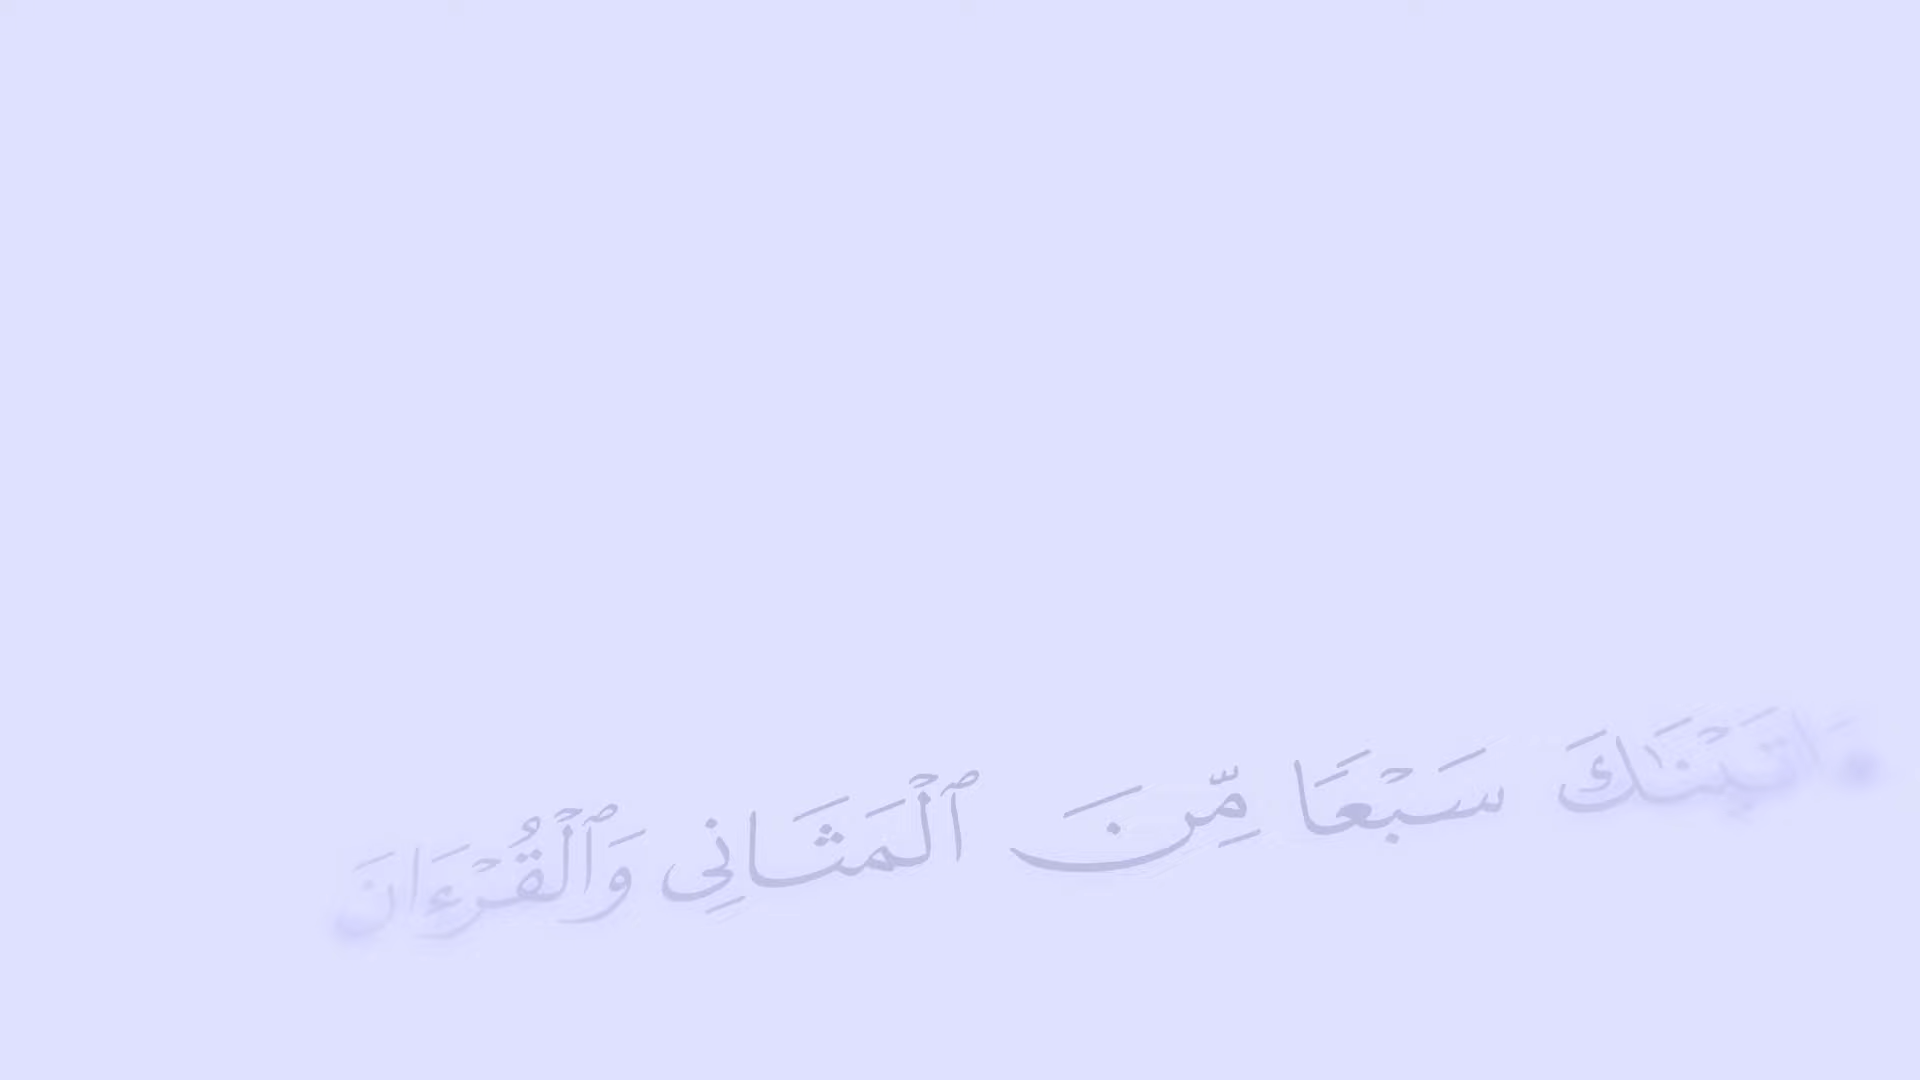 ءَاتَيْنَٰكَ سَبْعًا مِّنَ ٱلْمَثَانِى وَٱلْقُرْءَانَ